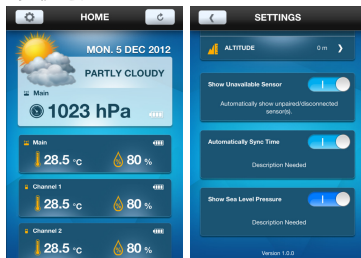 HOME
MON. 5 DEC 2012
PARTLY CLOUDY
Main
1023 hPa
Main
28.5 °C 80 %
Channel 1
28.5 °C 80 %
Channel 2
28.5 °C 80 %
SETTINGS
ALTITUDE 0 m
Show Unavailable Sensor
Automatically show unpaired/disconnected
sensor(s).
Automatically Sync Time
Description Needed
Show Sea Level Pressure
Description Needed
Version 1.0.0